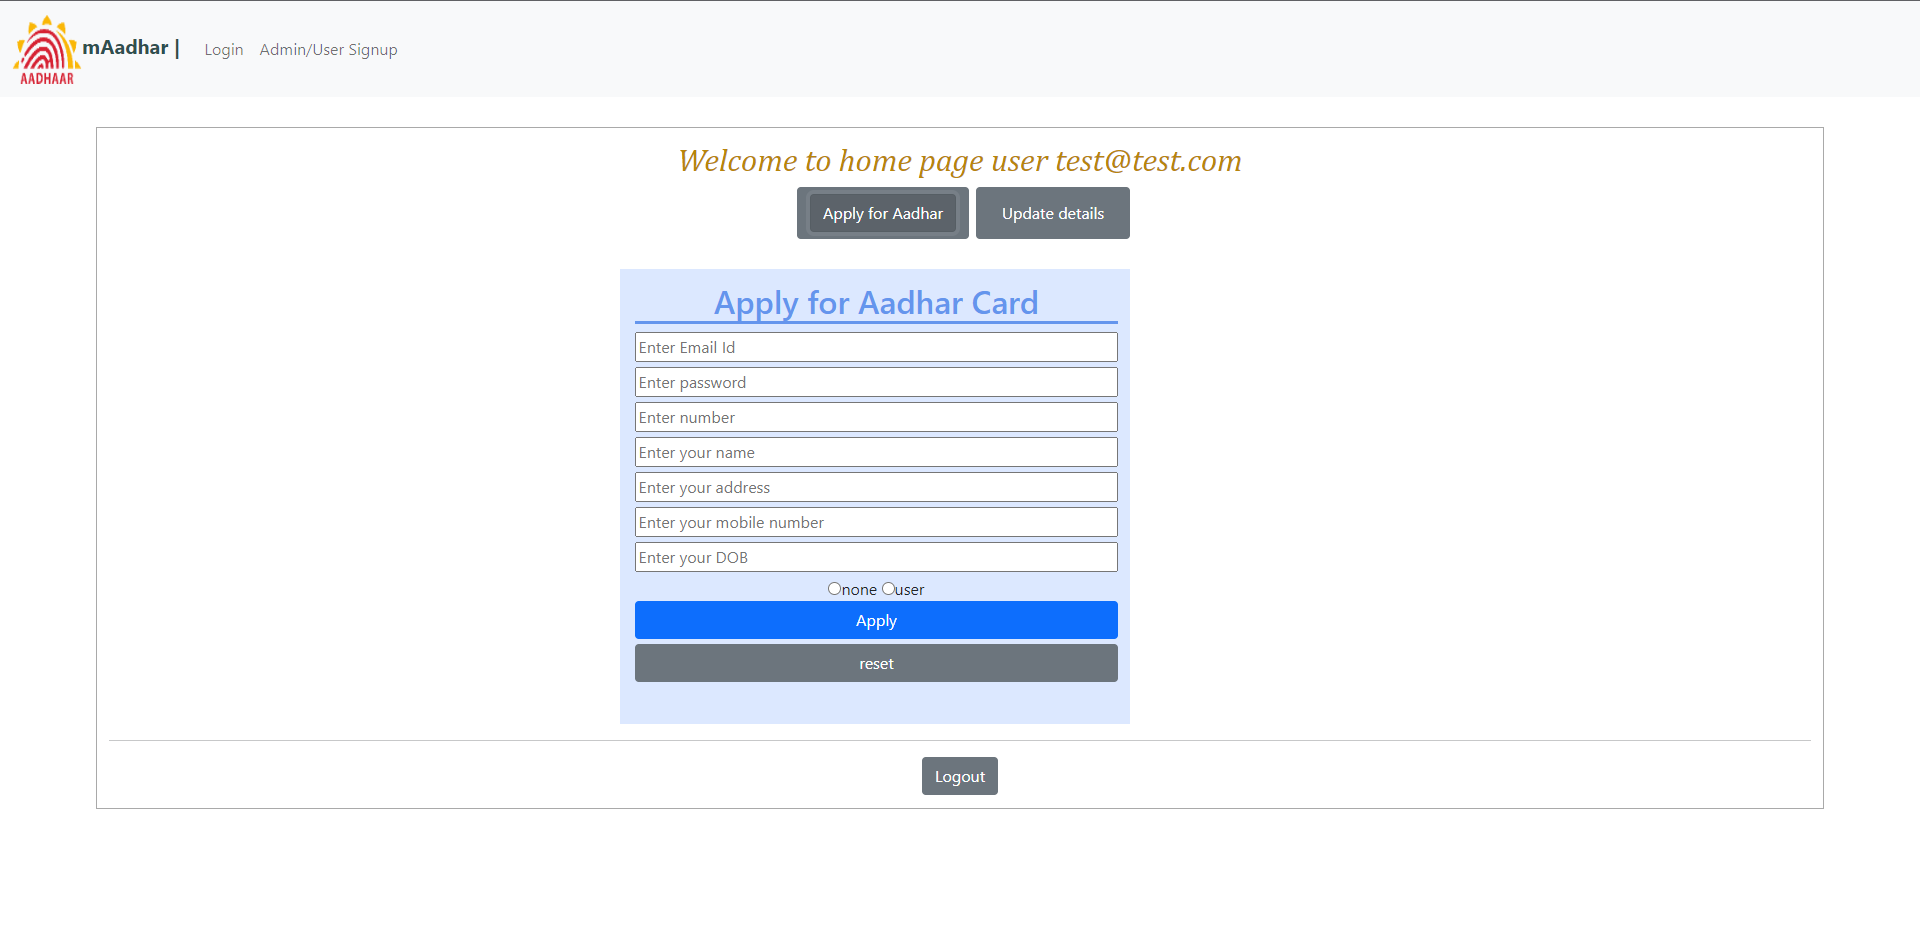 AADHAAR
mAadhar | Login Admin/User Signup
Welcome to home page user test@test.com
Apply for Aadhar Update details
Apply for Aadhar Card
Enter Email Id
Enter password
Enter number
Enter your name
Enter your address
Enter your mobile number
Enter your DOB
none user
Apply
reset
Logout